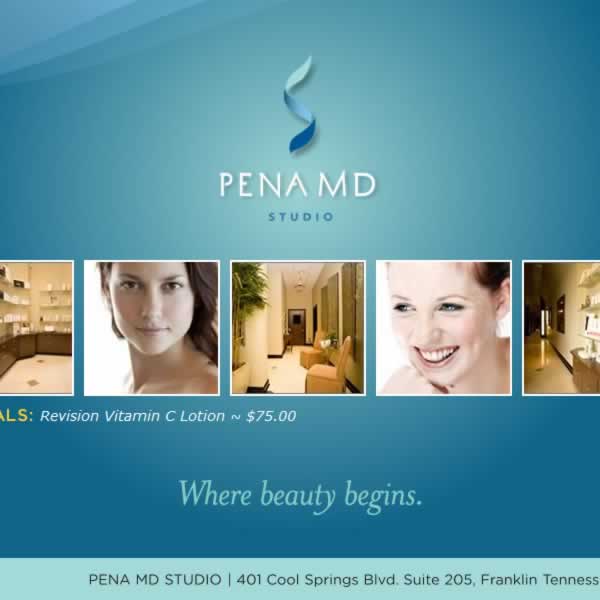 PENA MD
STUDIO
ALS: Revision Vitamin C Lotion ~ $75.00
Where beauty begins.
PENA MD STUDIO | 401 Cool Springs Blvd. Suite 205, Franklin Tenness